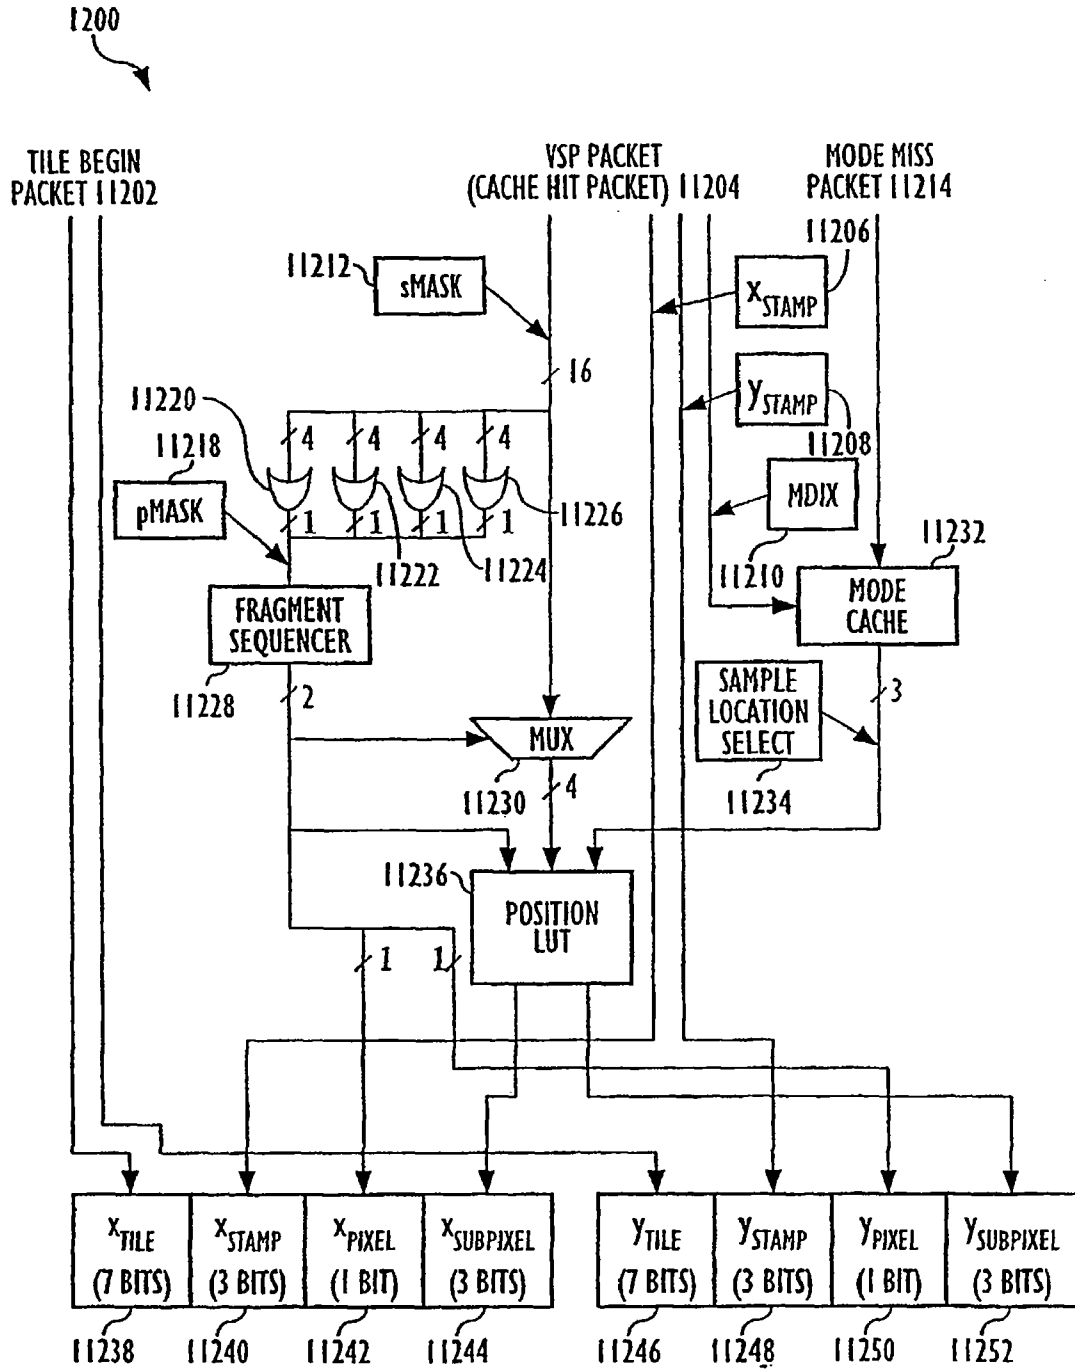 1200
TILE BEGIN
PACKET 11202
VSP PACKET
(CACHE HIT PACKET) 11204
MODE MISS
PACKET 11214
11206
11212
sMASK
XSTAMP
16
YSTAMP
11208
11220
4
4
4
4
11218
pMASK
MDIX
11226
1
1
1
1
11222
11224
11210
11232
MODE
CACHE
FRAGMENT
SEQUENCER
11228
2
SAMPLE
LOCATION
SELECT
3
MUX
11230
4
11234
11236
POSITION
LUT
1
1
XTILE
(7 BITS)
XSTAMP
(3 BITS)
XPIXEL
(1 BIT)
XSUBPIXEL
(3 BITS)
YTILE
(7 BITS)
YSTAMP
(3 BITS)
YPIXEL
(1 BIT)
YSUBPIXEL
(3 BITS)
11238
11240
11242
11244
11246
11248
11250
11252